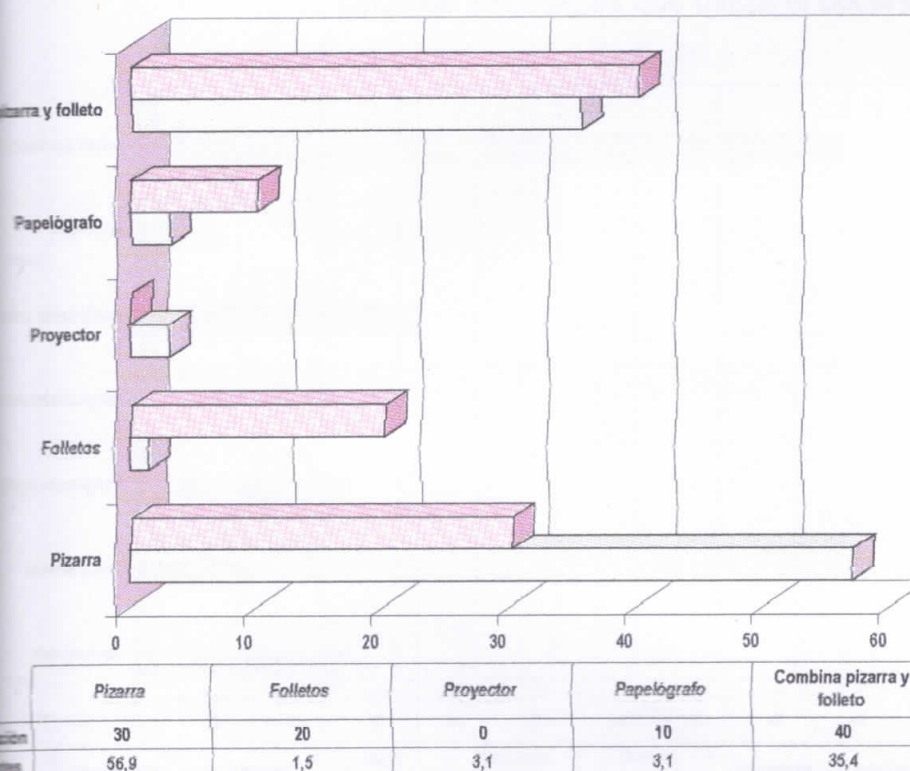 y folleto
Papelógrafo
Proyector
Folletos
Pizarra
0 10 20 30 40 50 60
Pizarra Folletos Proyector Papelógrafo Combina pizarra y
folleto
30 20 0 10 40
56,9 1,5 3,1 3,1 35,4